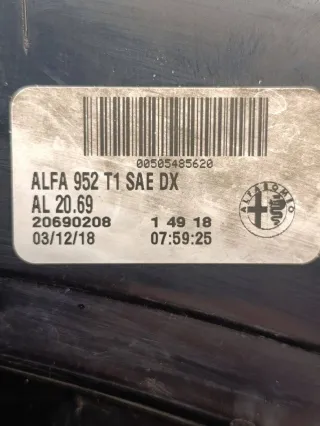 00505485620
ALFA 952 T1 SAE DX
AL 20.69
20690208 1 49 18
03/12/18 07:59:25
ALFA ROMEO